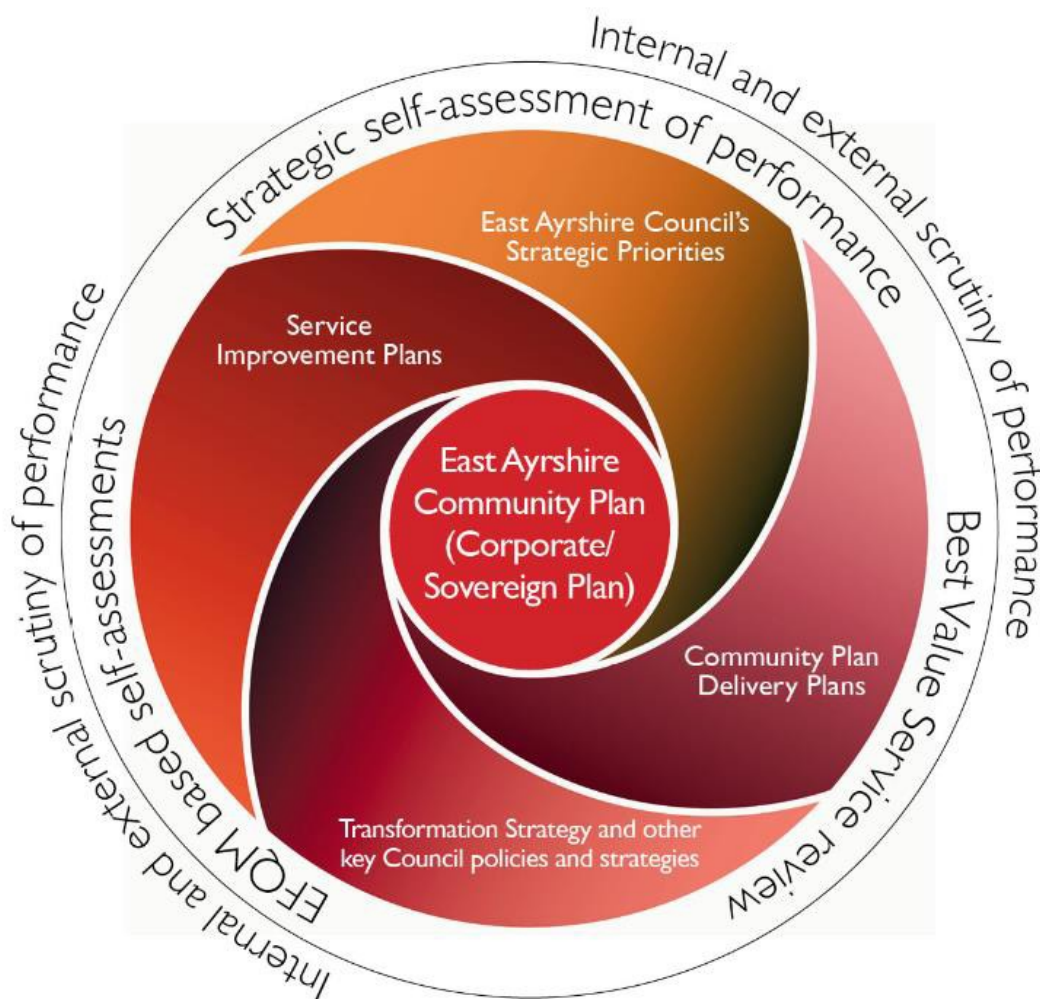 Internal and external scrutiny of performance
Strategic self-assessment of performance
East Ayrshire Council's
Strategic Priorities
Service
Improvement Plans
East Ayrshire
Community Plan
(Corporate/
Sovereign Plan)
Community Plan
Delivery Plans
Transformation Strategy and other
key Council policies and strategies
Best Value Service review
EFQM based self-assessments
Internal and external scrutiny of performance